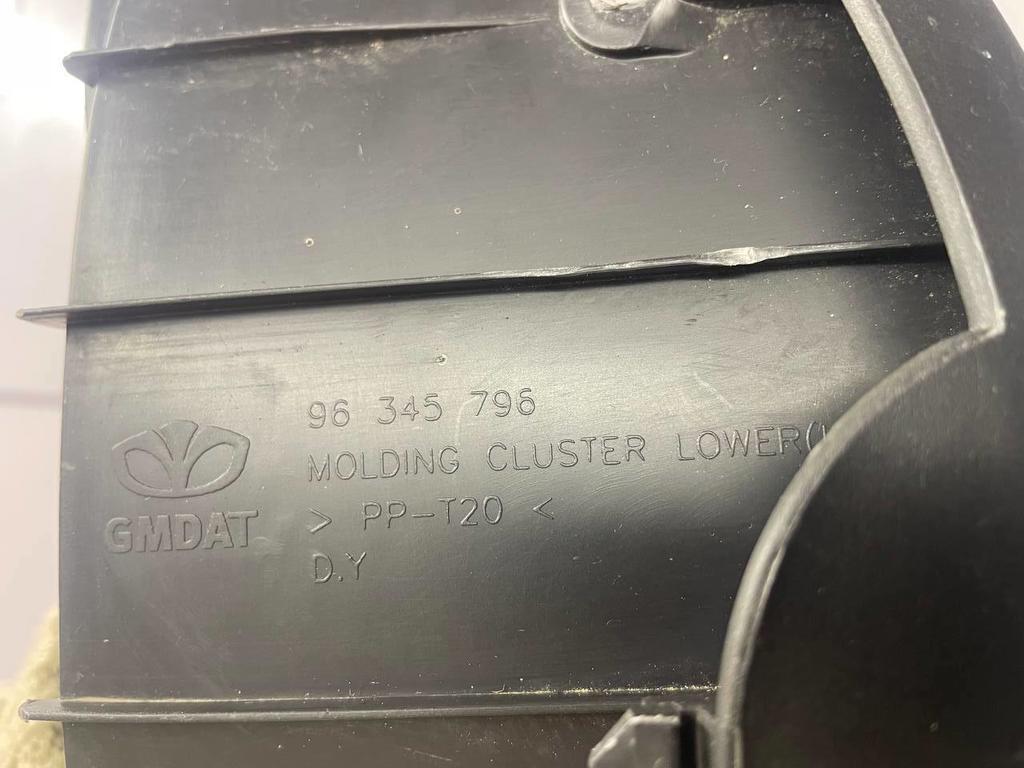 96 345 796
MOLDING CLUSTER LOWER(
> PP-T20 <
D.Y
GMDAT